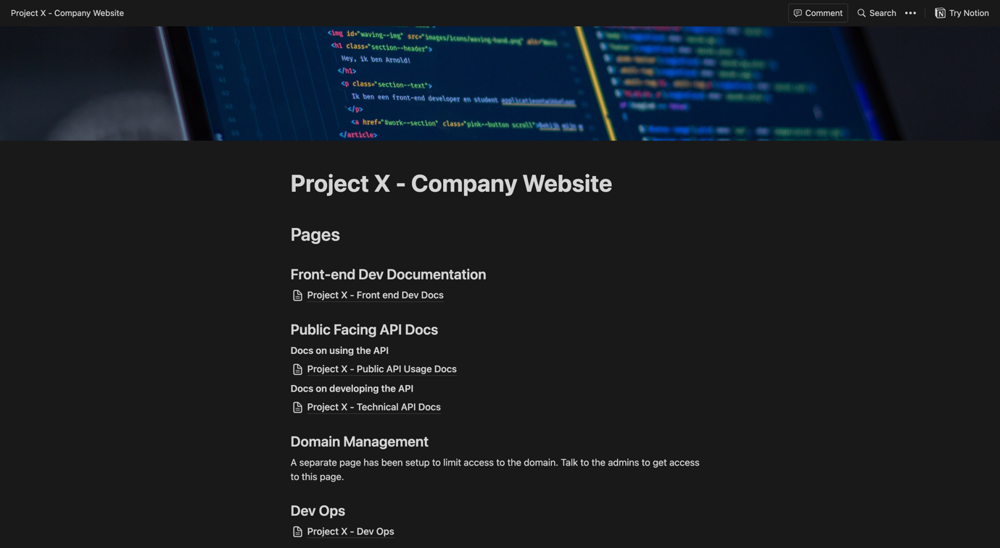 Project X - Company Website
Comment
Search
Try Notion
<img id="waving--img" src="images/icons/waving-hand.png" alt="
<h1 class="section--header">
Hey, ik ben Arnold!
</h1>
<p class="section--text">
Ik ben een front-end developer en student applicatieontwikkelaar
</p>
<a href="#work--section" class="pink--button scroll">Bekijk mijn
</article>
Project X - Company Website
Pages
Front-end Dev Documentation
Project X - Front end Dev Docs
Public Facing API Docs
Docs on using the API
Project X - Public API Usage Docs
Docs on developing the API
Project X - Technical API Docs
Domain Management
A separate page has been setup to limit access to the domain. Talk to the admins to get access
to this page.
Dev Ops
Project X - Dev Ops